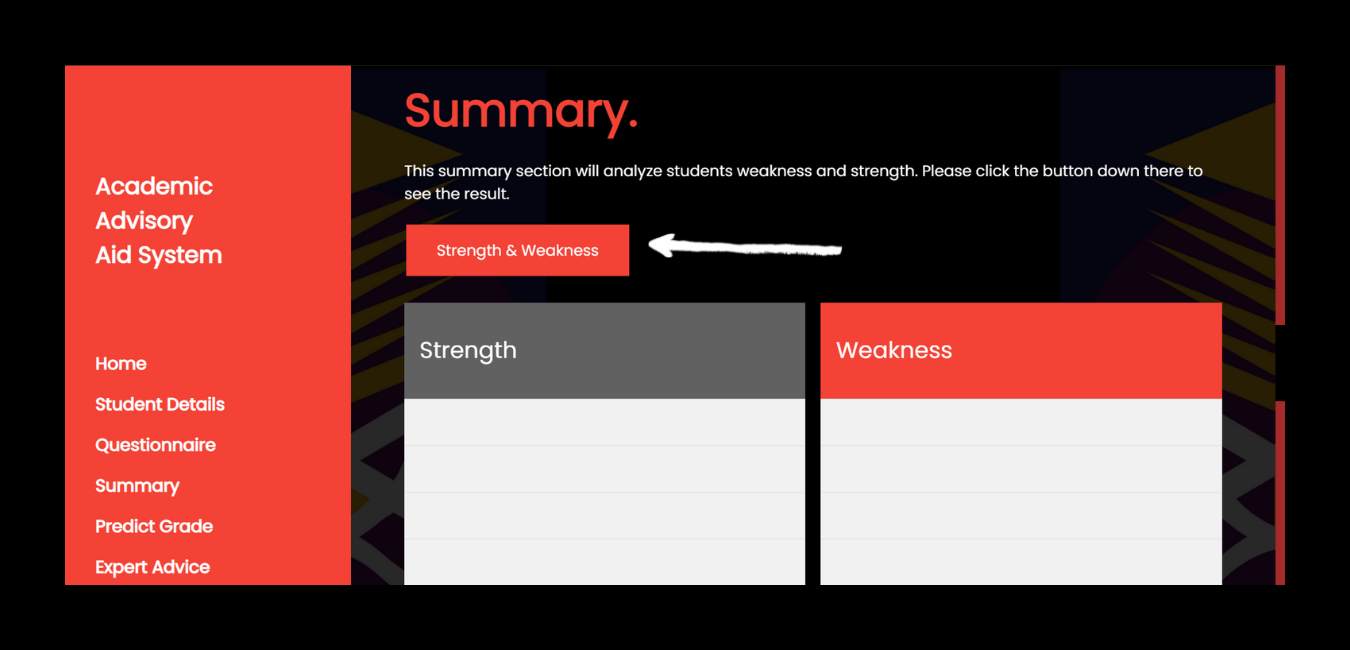 Academic
Advisory
Aid System
Home
Student Details
Questionnaire
Summary
Predict Grade
Expert Advice
Summary.
This summary section will analyze students weakness and strength. Please click the button down there to
see the result.
Strength & Weakness
Strength
Weakness